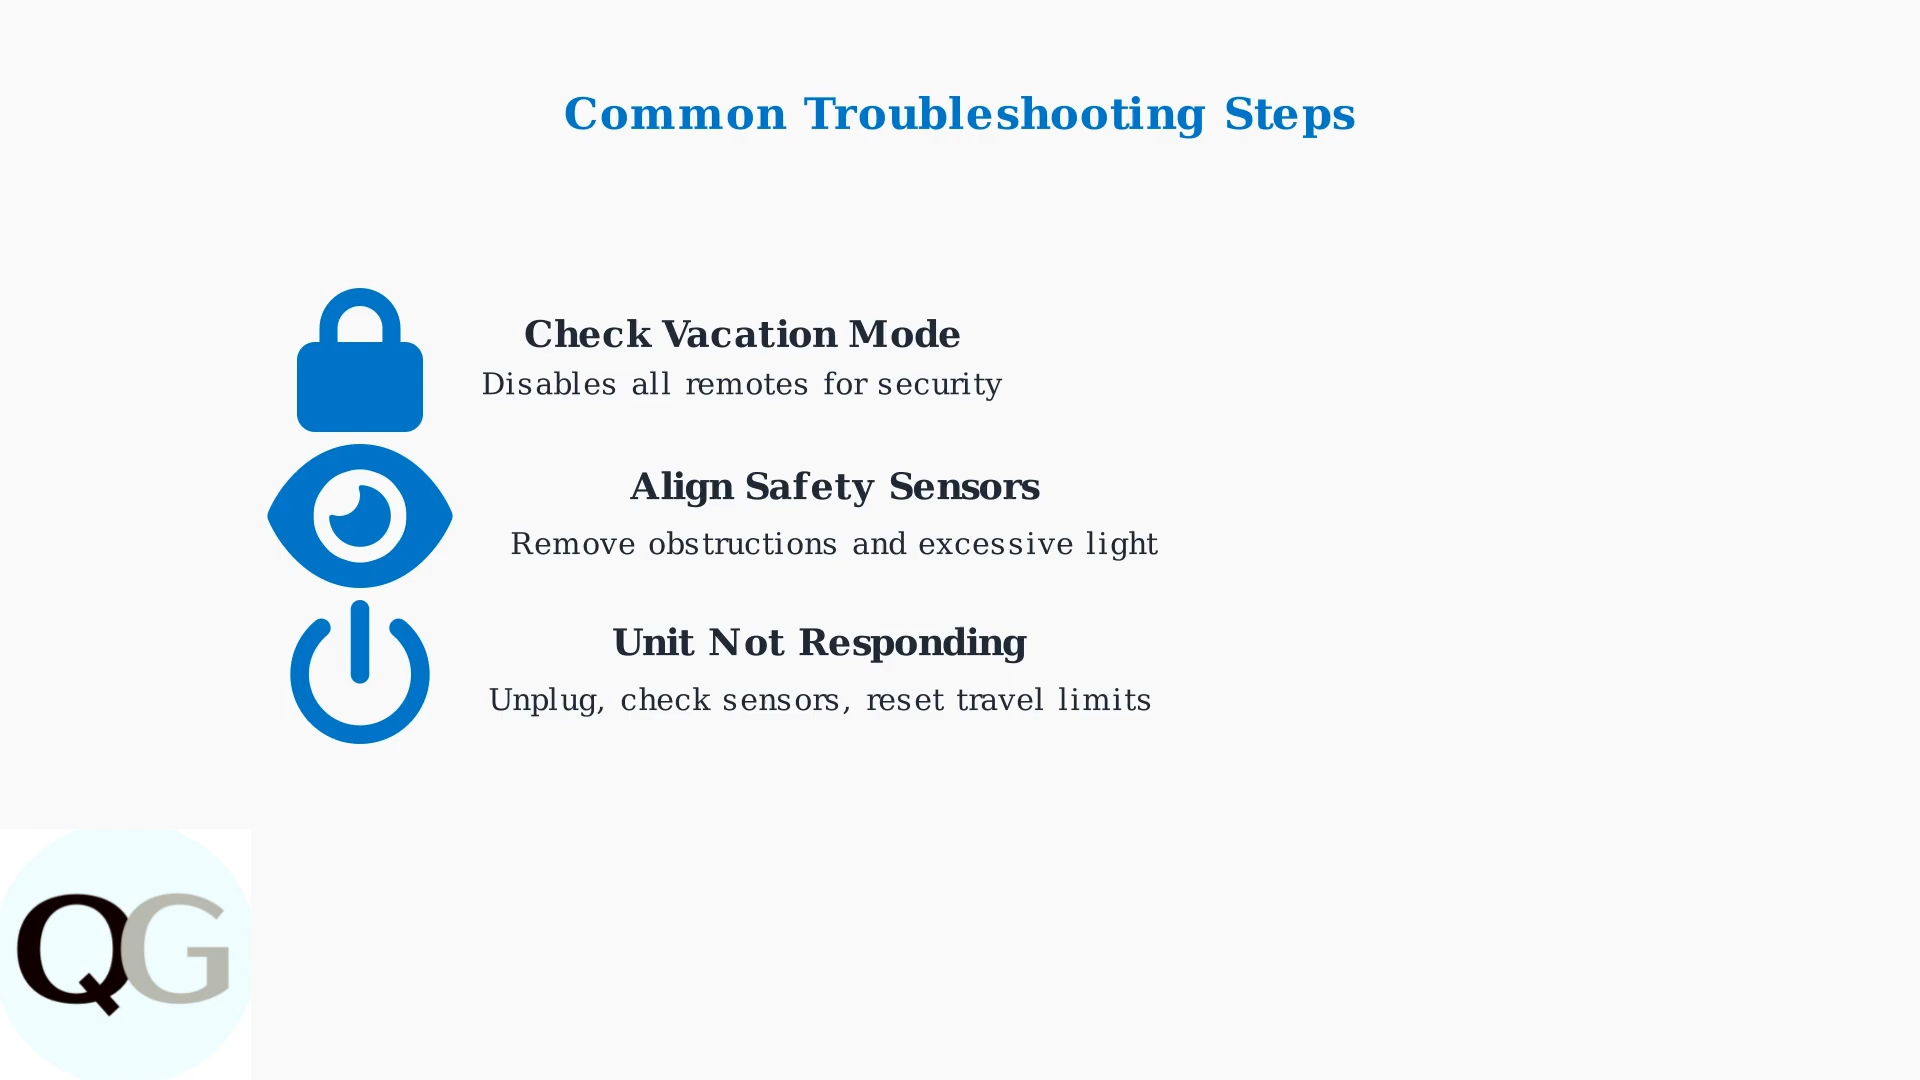 Common Troubleshooting Steps
Check Vacation Mode
Disables all remotes for security
Align Safety Sensors
Remove obstructions and excessive light
Unit Not Responding
Unplug, check sensors, reset travel limits
QG